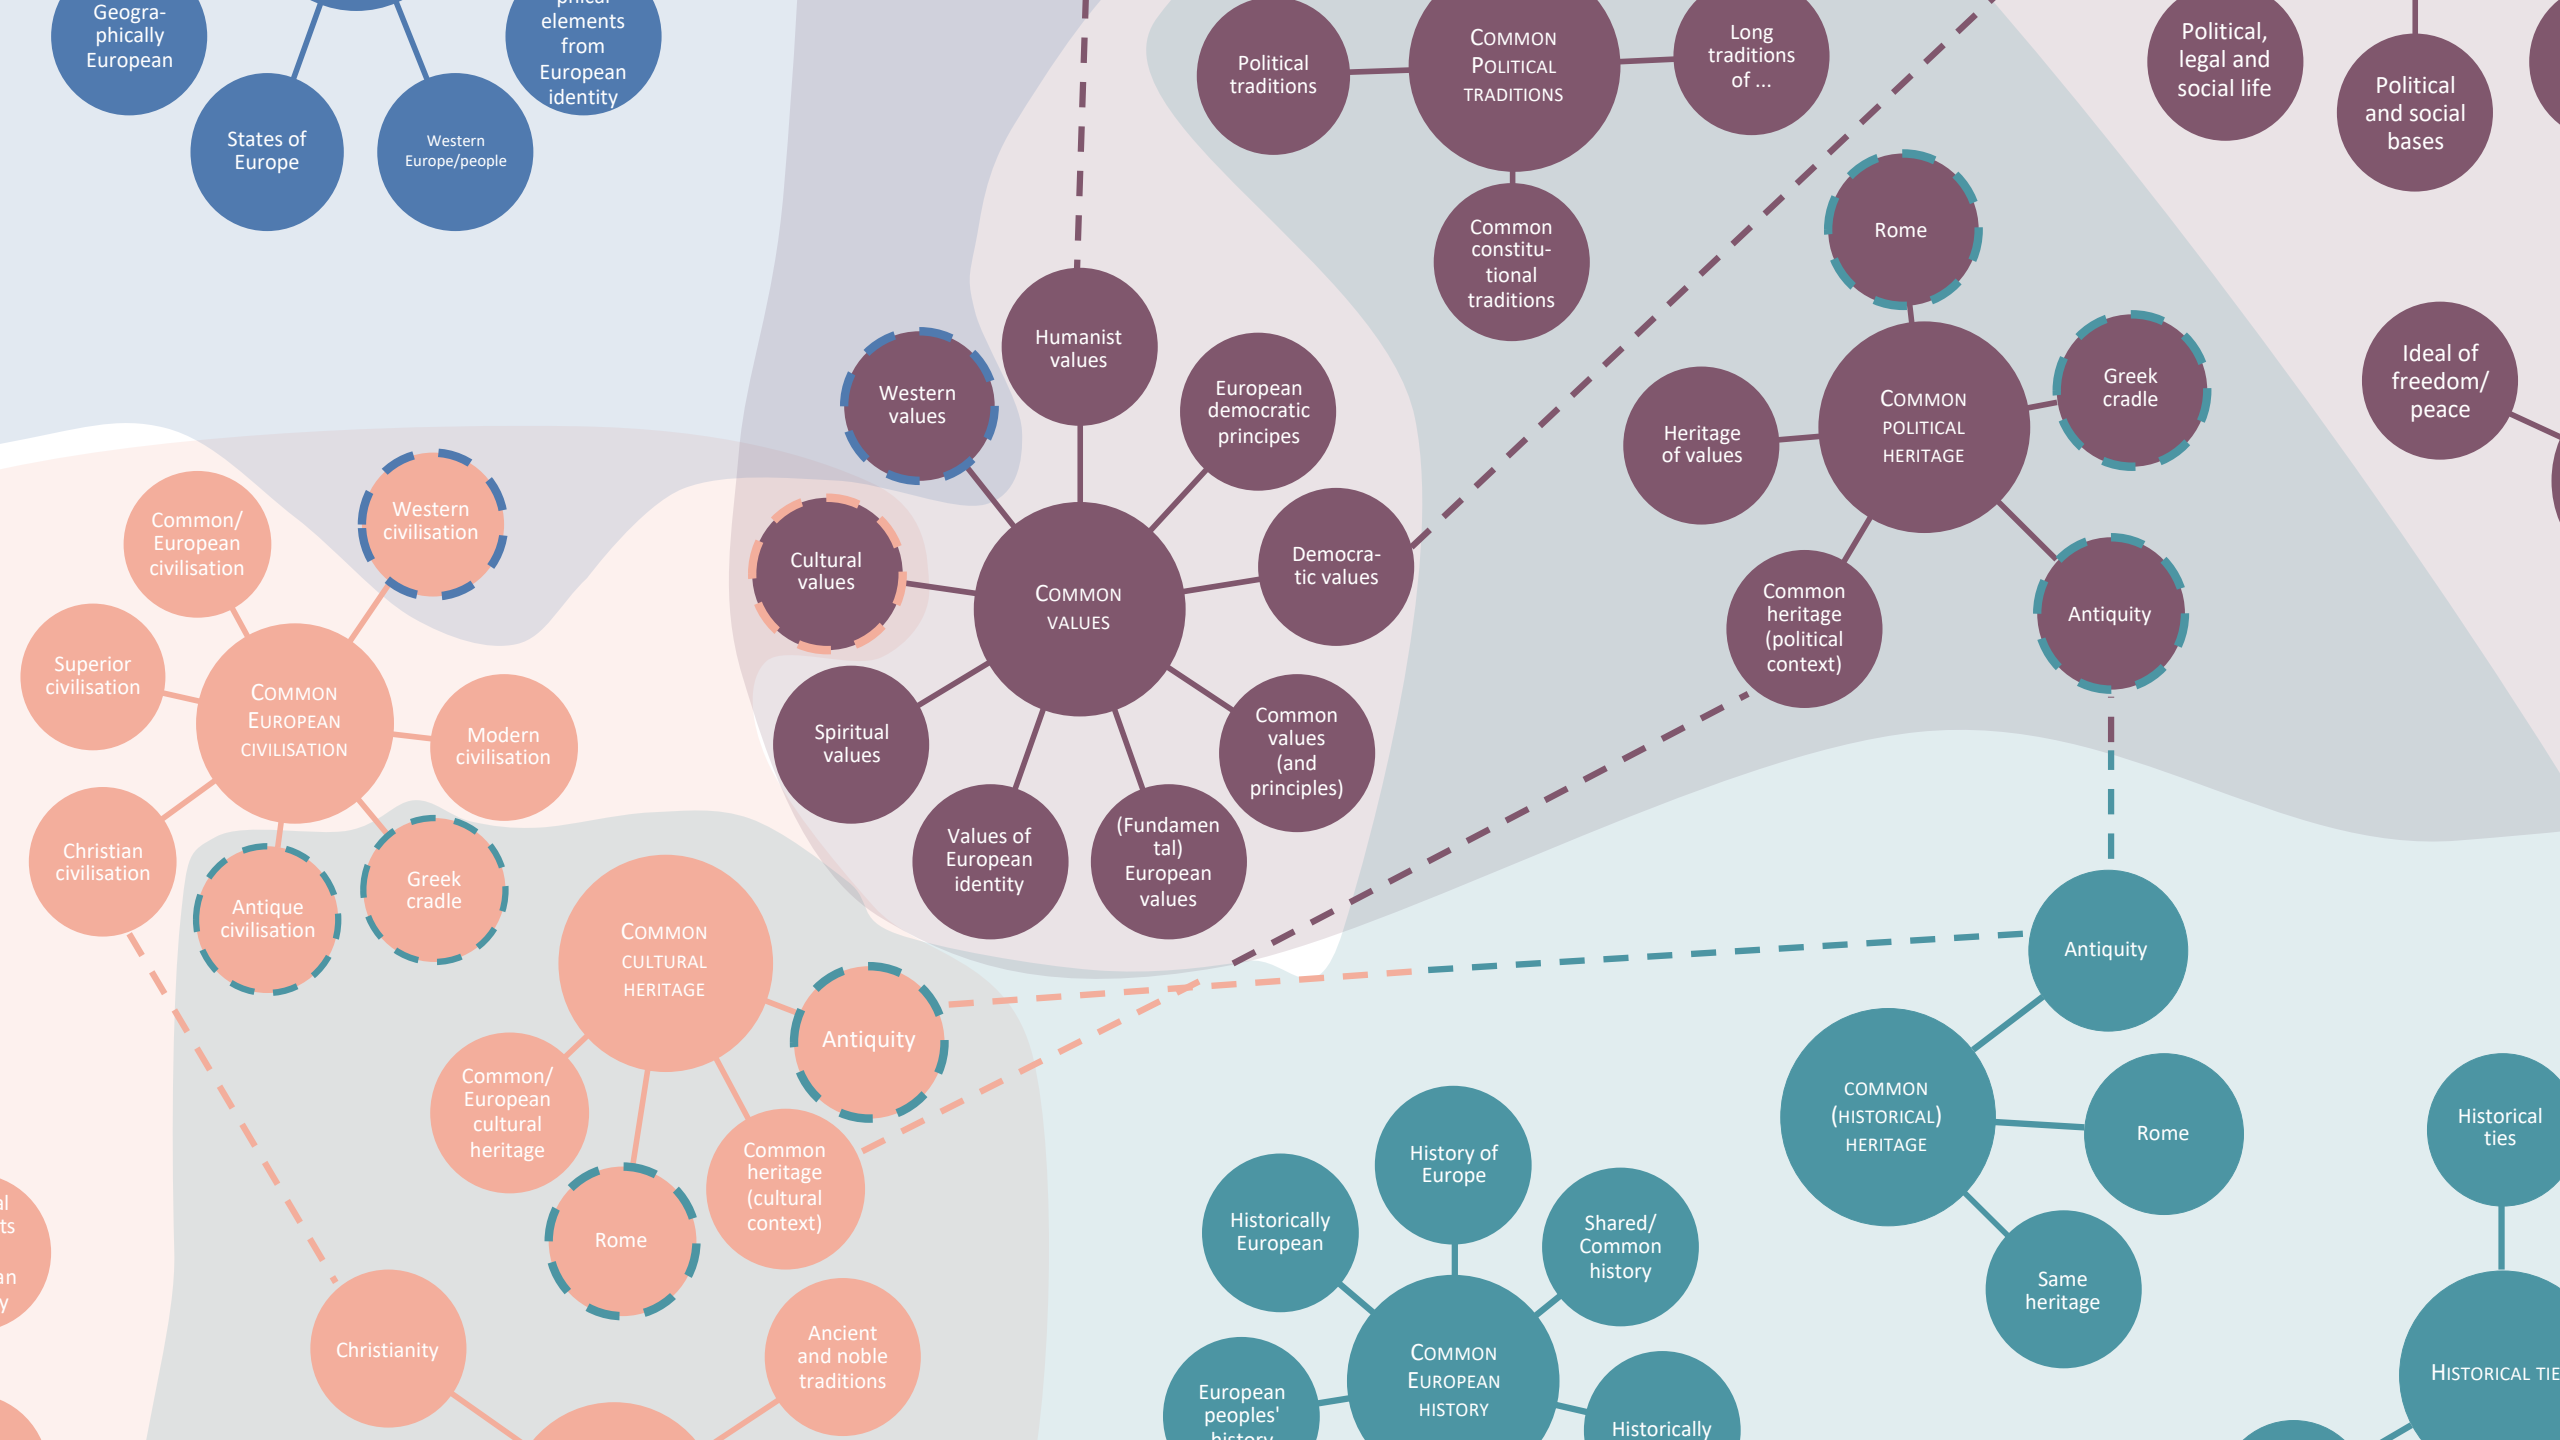 Geogra-
phically
European
phical
elements
from
European
identity
States of
Europe
Western
Europe/people
Political
traditions
COMMON
POLITICAL
TRADITIONS
Long
traditions
of ...
Common
constitu-
tional
traditions
Political,
legal and
social life
Political
and social
bases
Rome
Greek
cradle
Heritage
of values
COMMON
POLITICAL
HERITAGE
Common
heritage
(political
context)
Antiquity
Ideal of
freedom/
peace
Humanist
values
Western
values
European
democratic
principes
Cultural
values
COMMON
VALUES
Democra-
tic values
Spiritual
values
Values of
European
identity
(Fundamen
tal)
European
values
Common
values
(and
principles)
Common/
European
civilisation
Western
civilisation
Superior
civilisation
COMMON
EUROPEAN
CIVILISATION
Modern
civilisation
Christian
civilisation
Antique
civilisation
Greek
cradle
COMMON
CULTURAL
HERITAGE
Antiquity
Common/
European
cultural
heritage
Common
heritage
(cultural
context)
Rome
Christianity
Ancient
and noble
traditions
Antiquity
COMMON
(HISTORICAL)
HERITAGE
Rome
Same
heritage
History of
Europe
Historically
European
Shared/
Common
history
COMMON
EUROPEAN
HISTORY
European
peoples'
history
Historically
Historical
ties
HISTORICAL TIE